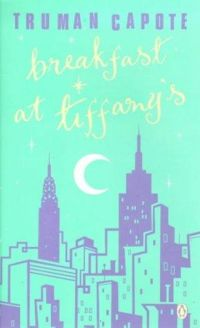 TRUMAN CAPOTE
breakfast
at tiffany's